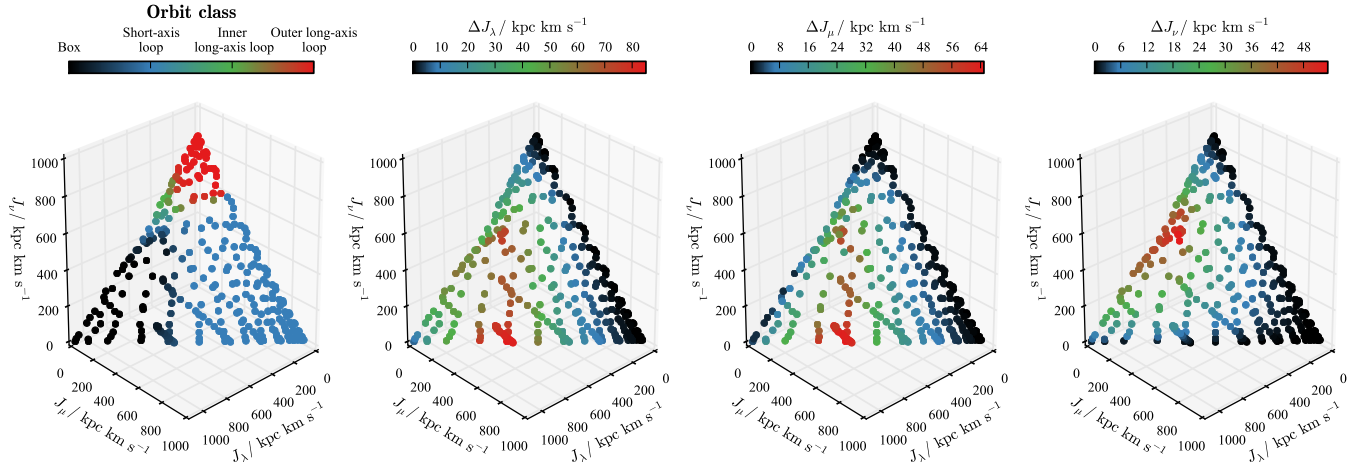 Orbit class
Box
Short-axis
loop
Inner
long-axis loop
Outer long-axis
loop
1000
800
600
400
200
0
J_ν / kpc km s⁻¹
0
200
400
600
800
1000
J_μ / kpc km s⁻¹
0
200
400
600
800
1000
J_λ / kpc km s⁻¹
ΔJ_λ / kpc km s⁻¹
0 10 20 30 40 50 60 70 80
1000
800
600
400
200
0
J_ν / kpc km s⁻¹
0
200
400
600
800
1000
J_μ / kpc km s⁻¹
0
200
400
600
800
1000
J_λ / kpc km s⁻¹
ΔJ_μ / kpc km s⁻¹
0 8 16 24 32 40 48 56 64
1000
800
600
400
200
0
J_ν / kpc km s⁻¹
0
200
400
600
800
1000
J_μ / kpc km s⁻¹
0
200
400
600
800
1000
J_λ / kpc km s⁻¹
ΔJ_ν / kpc km s⁻¹
0 6 12 18 24 30 36 42 48
1000
800
600
400
200
0
J_ν / kpc km s⁻¹
0
200
400
600
800
1000
J_μ / kpc km s⁻¹
0
200
400
600
800
1000
J_λ / kpc km s⁻¹